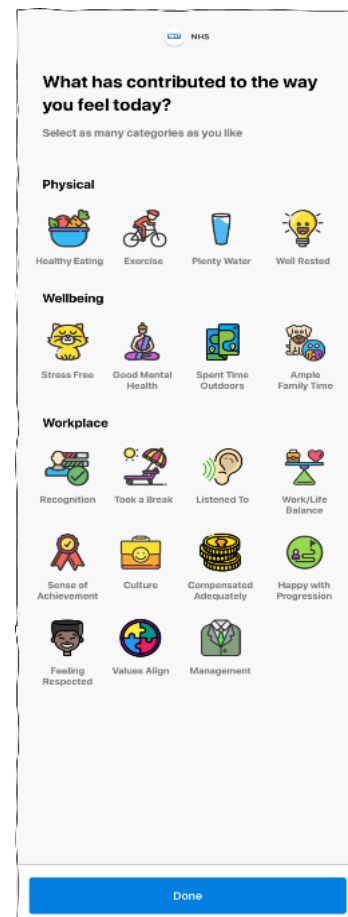 NHS NHS
What has contributed to the way
you feel today?
Select as many categories as you like
Physical
Healthy Eating Exercise Plenty Water Well Rested
Wellbeing
Stress Free Good Mental Spent Time Ample
Health Outdoors Family Time
Workplace
Recognition Took a Break Listened To Work/Life
Balance
Sense of Culture Compensated Happy with
Achievement Adequately Progression
Feeling Values Align Management
Respected
Done